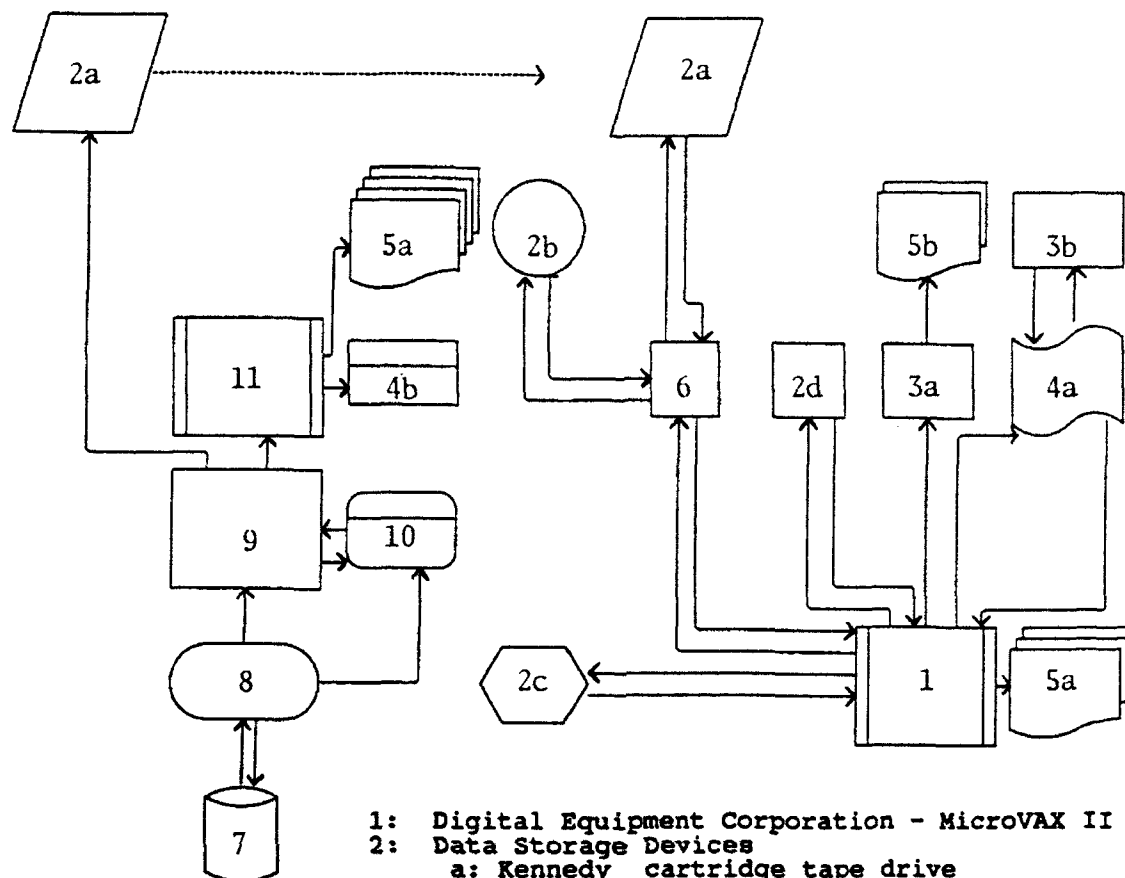 2a
2a
5a
2b
5b
3b
11
4b
6
2d
3a
4a
9
10
8
2c
1
5a
7
1: Digital Equipment Corporation - MicroVAX II
2: Data Storage Devices
a: Kennedy cartridge tape drive